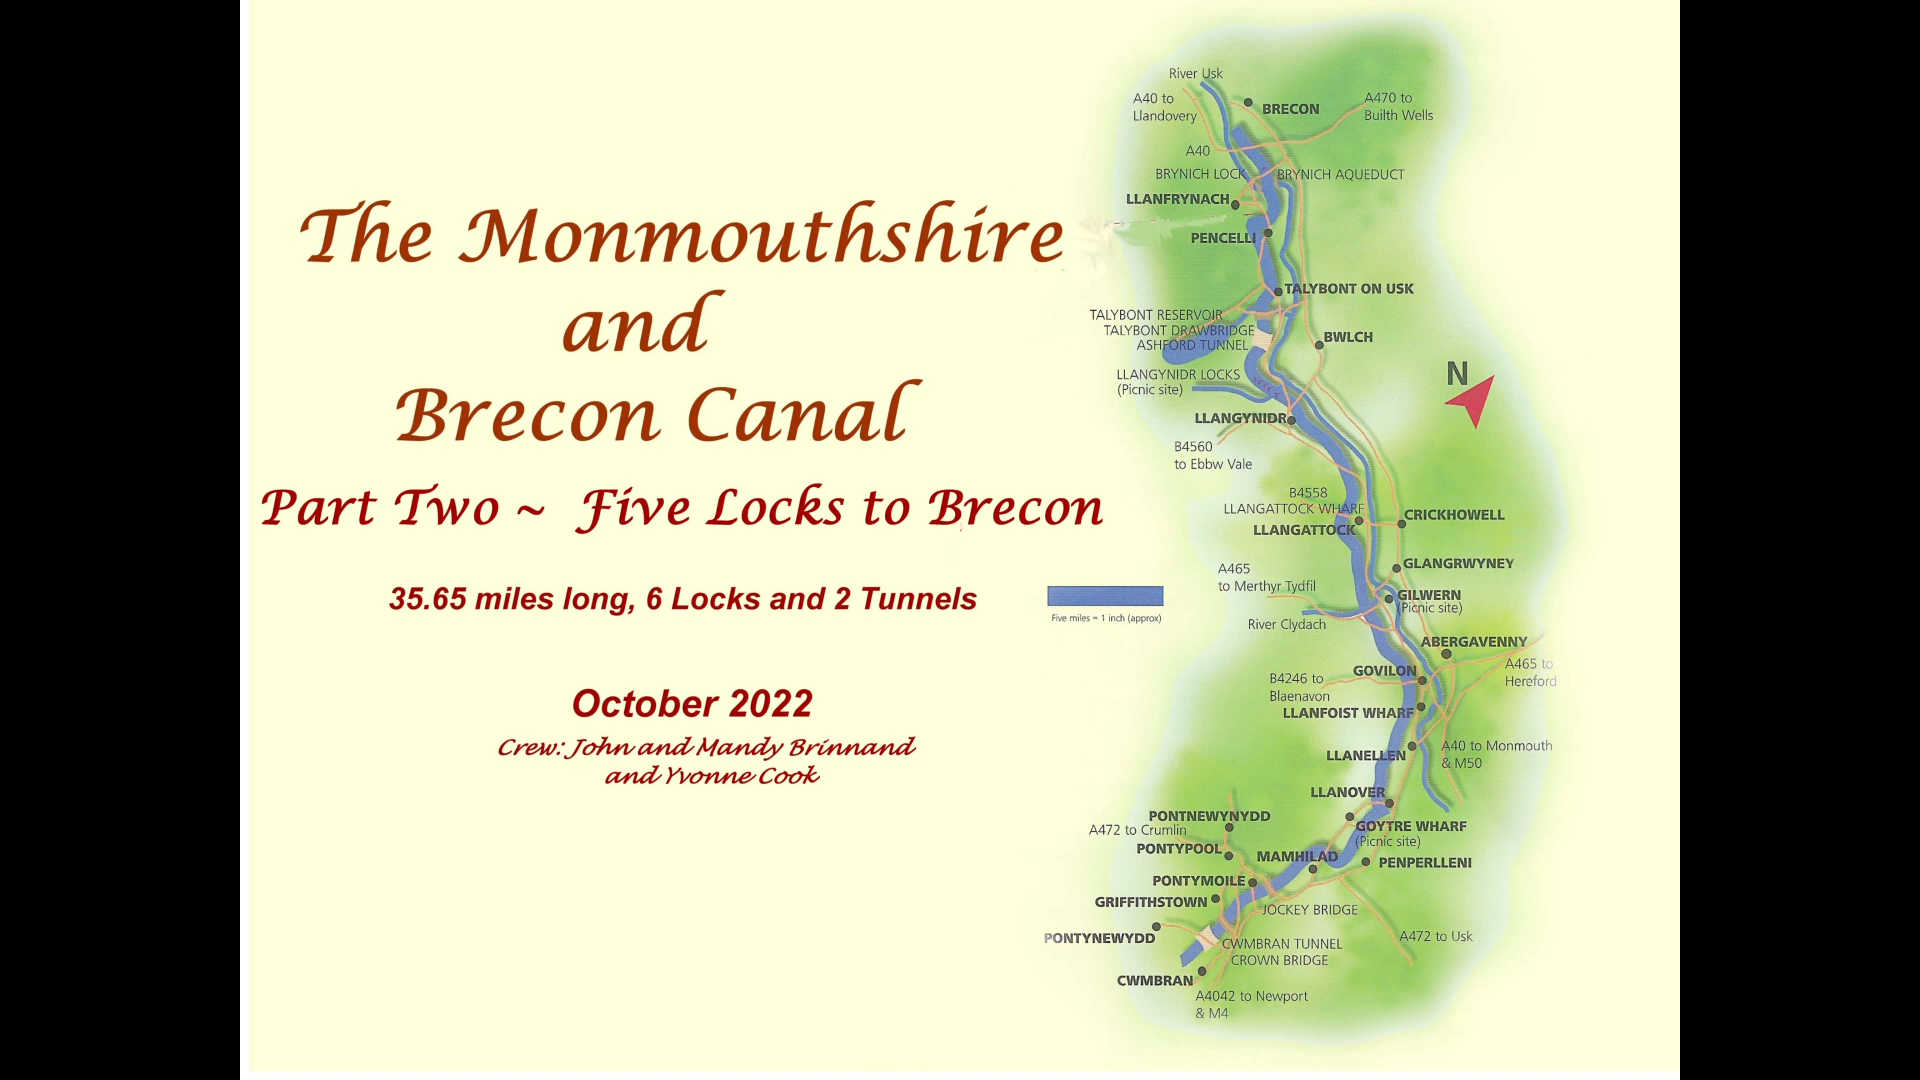 The Monmouthshire
and
Brecon Canal
Part Two ~ Five Locks to Brecon
35.65 miles long, 6 Locks and 2 Tunnels
October 2022
Crew: John and Mandy Brinnand
and Yvonne Cook
River Usk
A40 to
Llandovery
BRECON
A470 to
Builth Wells
A40
BRYNICH LOCK
BRYNICH AQUEDUCT
LLANFRYNACH
PENCELLI
TALYBONT ON USK
TALYBONT RESERVOIR
TALYBONT DRAWBRIDGE
ASHFORD TUNNEL
BWLCH
N
LLANGYNIDR LOCKS
(Picnic site)
LLANGYNIDR
B4560
to Ebbw Vale
B4558
LLANGATTOCK WHARF
LLANGATTOCK
CRICKHOWELL
GLANGRWYNEY
A465
to Merthyr Tydfil
GILWERN
(Picnic site)
Five miles = 1 inch (approx)
River Clydach
ABERGAVENNY
A465 to
Hereford
GOVILON
B4246 to
Blaenavon
LLANFOIST WHARF
LLANELLEN
A40 to Monmouth
& M50
LLANOVER
PONTNEWYNYDD
A472 to Crumlin
GOYTRE WHARF
(Picnic site)
PONTYPOOL
MAMHILAD
PENPERLLENI
PONTYMOILE
GRIFFITHSTOWN
JOCKEY BRIDGE
PONTYNEWYDD
A472 to Usk
CWMBRAN TUNNEL
CROWN BRIDGE
CWMBRAN
A4042 to Newport
& M4